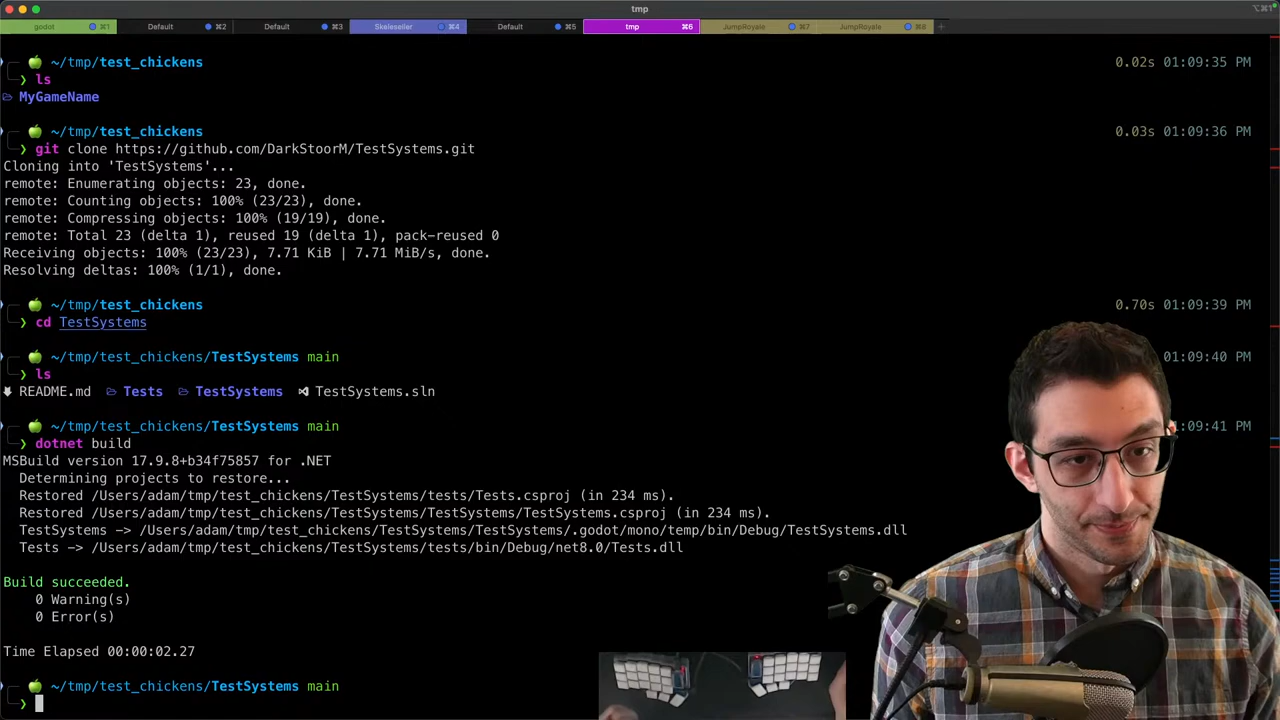 tmp
⌥⌘1
godot ⌘1
Default ⌘2
Default ⌘3
Skeleseller ⌘4
Default ⌘5
tmp ⌘6
JumpRoyale ⌘7
JumpRoyale ⌘8
+
~/tmp/test_chickens 0.02s 01:09:35 PM
❯ ls
MyGameName
~/tmp/test_chickens 0.03s 01:09:36 PM
❯ git clone https://github.com/DarkStoorM/TestSystems.git
Cloning into 'TestSystems'...
remote: Enumerating objects: 23, done.
remote: Counting objects: 100% (23/23), done.
remote: Compressing objects: 100% (19/19), done.
remote: Total 23 (delta 1), reused 19 (delta 1), pack-reused 0
Receiving objects: 100% (23/23), 7.71 KiB | 7.71 MiB/s, done.
Resolving deltas: 100% (1/1), done.
~/tmp/test_chickens 0.70s 01:09:39 PM
❯ cd TestSystems
~/tmp/test_chickens/TestSystems main :09:40 PM
❯ ls
README.md Tests TestSystems TestSystems.sln
~/tmp/test_chickens/TestSystems main :09:41 PM
❯ dotnet build
MSBuild version 17.9.8+b34f75857 for .NET
Determining projects to restore...
Restored /Users/adam/tmp/test_chickens/TestSystems/tests/Tests.csproj (in 234 ms).
Restored /Users/adam/tmp/test_chickens/TestSystems/TestSystems/TestSystems.csproj (in 234 ms).
TestSystems -> /Users/adam/tmp/test_chickens/TestSystems/TestSystems/.godot/mono/temp/bin/Debug/TestSystems.dll
Tests -> /Users/adam/tmp/test_chickens/TestSystems/tests/bin/Debug/net8.0/Tests.dll
Build succeeded.
0 Warning(s)
0 Error(s)
Time Elapsed 00:00:02.27
~/tmp/test_chickens/TestSystems main
❯